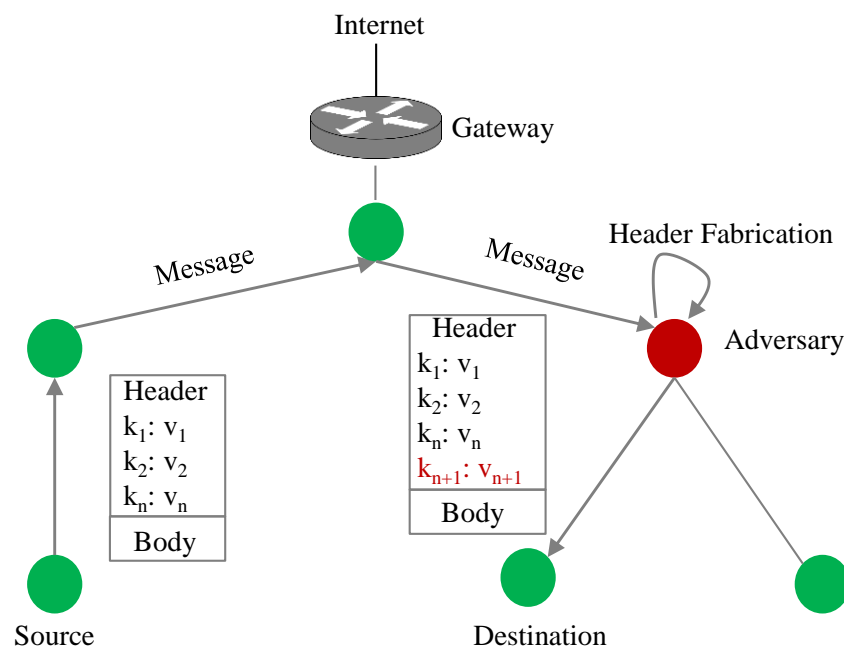 Internet
Gateway
Message
Message
Header Fabrication
Adversary
Header
k₁: v₁
k₂: v₂
kₙ: vₙ
Body
Header
k₁: v₁
k₂: v₂
kₙ: vₙ
kₙ₊₁: vₙ₊₁
Body
Source
Destination